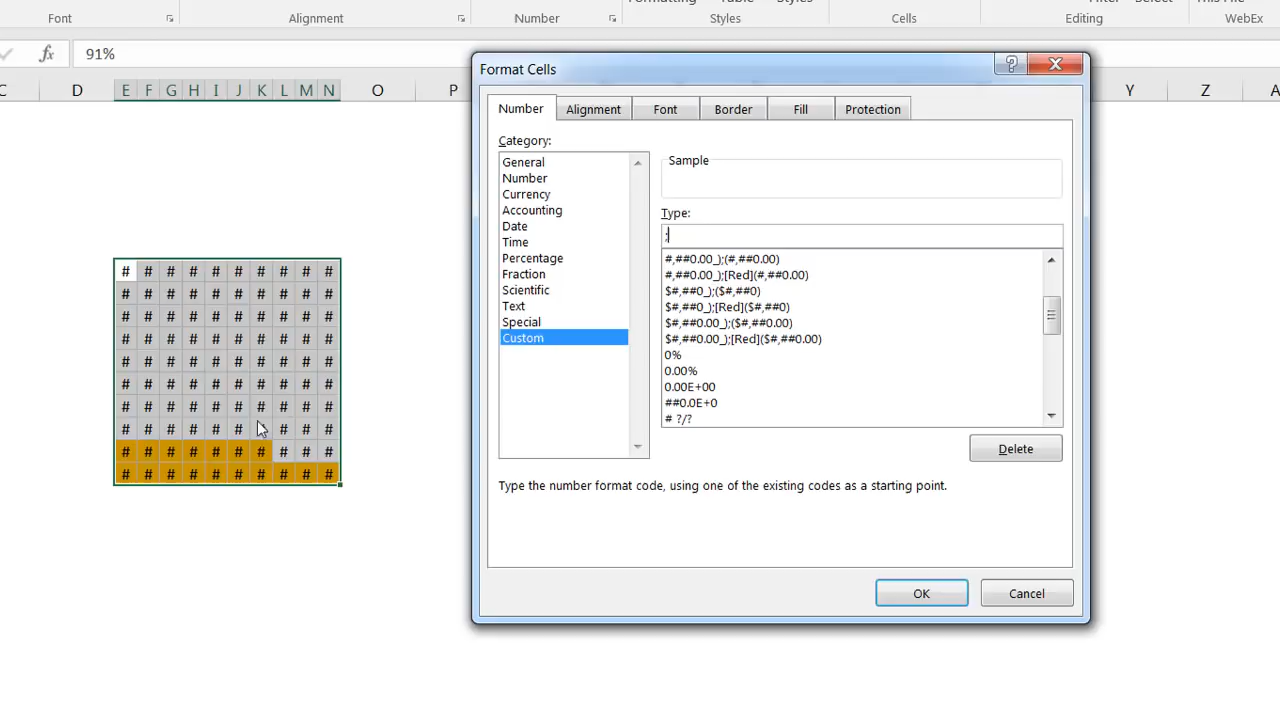 Font Alignment Number Styles Cells Editing WebEx
fx 91%
D E F G H I J K L M N O P Y Z
Format Cells
Number Alignment Font Border Fill Protection
Category:
General
Number
Currency
Accounting
Date
Time
Percentage
Fraction
Scientific
Text
Special
Custom
Sample
Type:
;
#,##0.00_);(#,##0.00)
#,##0.00_);[Red](#,##0.00)
$#,##0_);($#,##0)
$#,##0_);[Red]($#,##0)
$#,##0.00_);($#,##0.00)
$#,##0.00_);[Red]($#,##0.00)
0%
0.00%
0.00E+00
##0.0E+0
# ?/?
Delete
Type the number format code, using one of the existing codes as a starting point.
OK Cancel
# # # # # # # # # #
# # # # # # # # # #
# # # # # # # # # #
# # # # # # # # # #
# # # # # # # # # #
# # # # # # # # # #
# # # # # # # # # #
# # # # # # # # # #
# # # # # # # # # #
# # # # # # # # # #